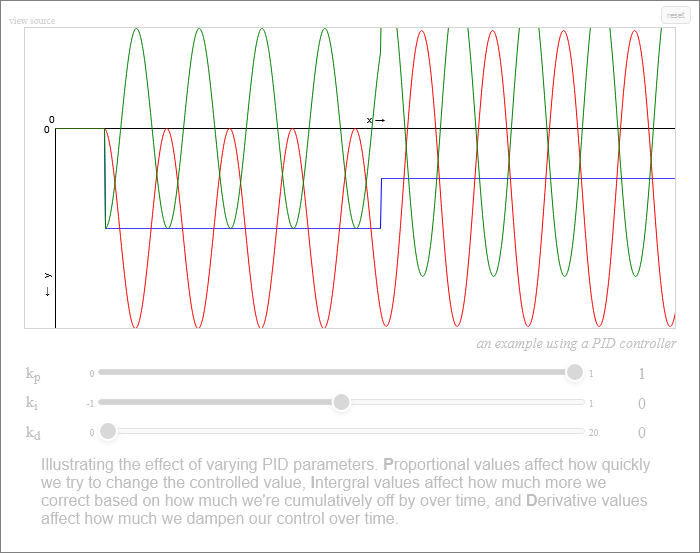 view source
reset
0
0
x →
y →
an example using a PID controller
kp 0 1 1
ki -1 1 0
kd 0 20 0
Illustrating the effect of varying PID parameters. Proportional values affect how quickly
we try to change the controlled value, Intergral values affect how much more we
correct based on how much we're cumulatively off by over time, and Derivative values
affect how much we dampen our control over time.